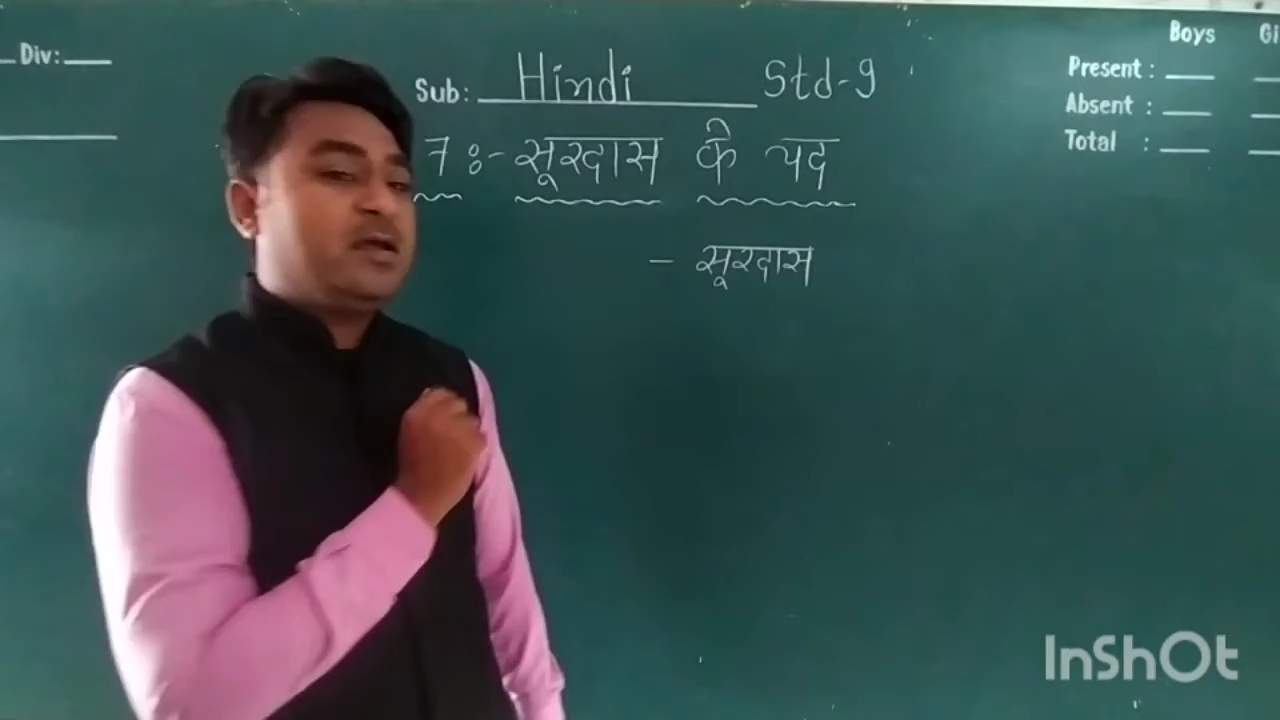 Div:
Sub: Hindi Std-9
7 :- सूरदास के पद
- सूरदास
Boys
Present :
Absent :
Total :
InShOt